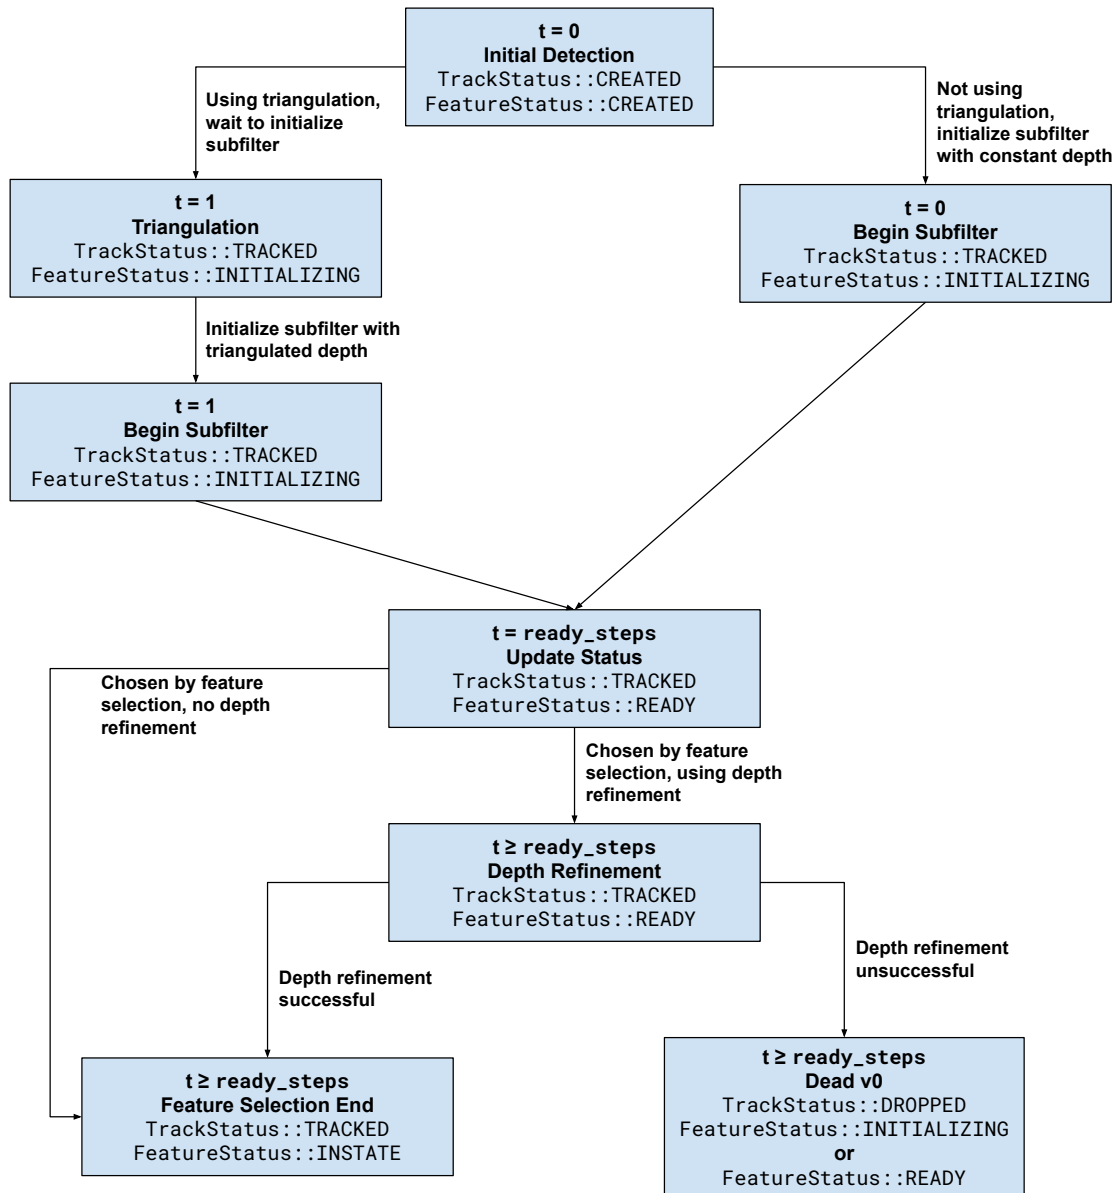 t = 0
Initial Detection
TrackStatus::CREATED
FeatureStatus::CREATED
Using triangulation,
wait to initialize
subfilter
Not using
triangulation,
initialize subfilter
with constant depth
t = 1
Triangulation
TrackStatus::TRACKED
FeatureStatus::INITIALIZING
t = 0
Begin Subfilter
TrackStatus::TRACKED
FeatureStatus::INITIALIZING
Initialize subfilter with
triangulated depth
t = 1
Begin Subfilter
TrackStatus::TRACKED
FeatureStatus::INITIALIZING
t = ready_steps
Update Status
TrackStatus::TRACKED
FeatureStatus::READY
Chosen by feature
selection, no depth
refinement
Chosen by feature
selection, using depth
refinement
t ≥ ready_steps
Depth Refinement
TrackStatus::TRACKED
FeatureStatus::READY
Depth refinement
successful
Depth refinement
unsuccessful
t ≥ ready_steps
Feature Selection End
TrackStatus::TRACKED
FeatureStatus::INSTATE
t ≥ ready_steps
Dead v0
TrackStatus::DROPPED
FeatureStatus::INITIALIZING
or
FeatureStatus::READY